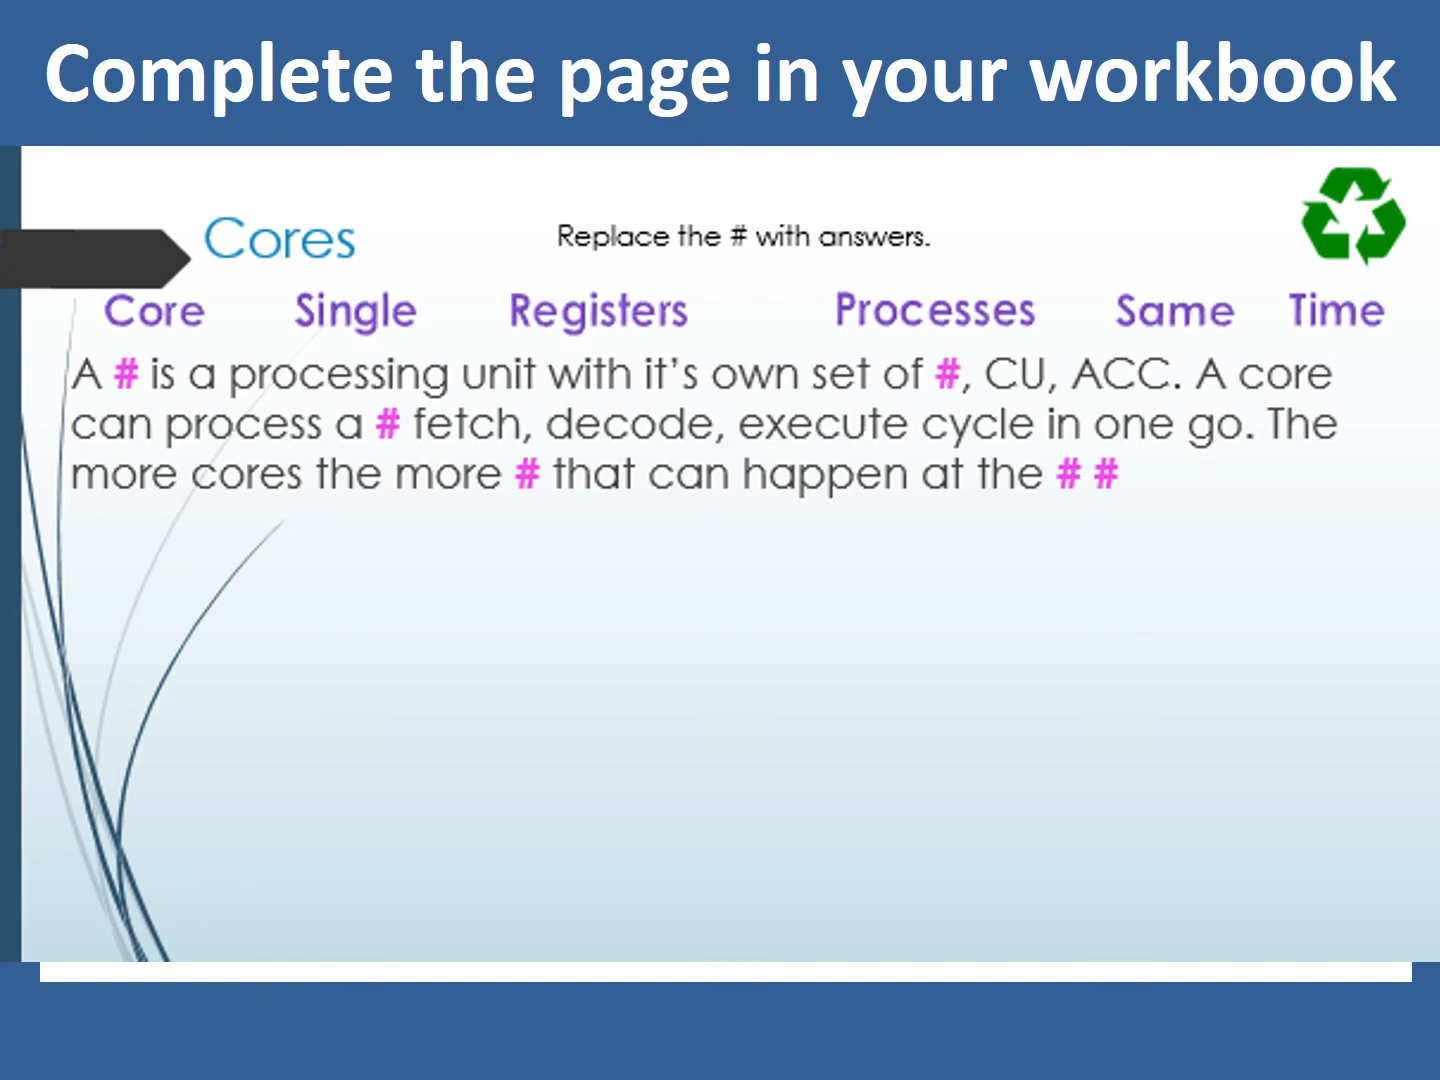 Complete the page in your workbook
Cores
Replace the # with answers.
Core Single Registers Processes Same Time
A # is a processing unit with it's own set of #, CU, ACC. A core
can process a # fetch, decode, execute cycle in one go. The
more cores the more # that can happen at the # #